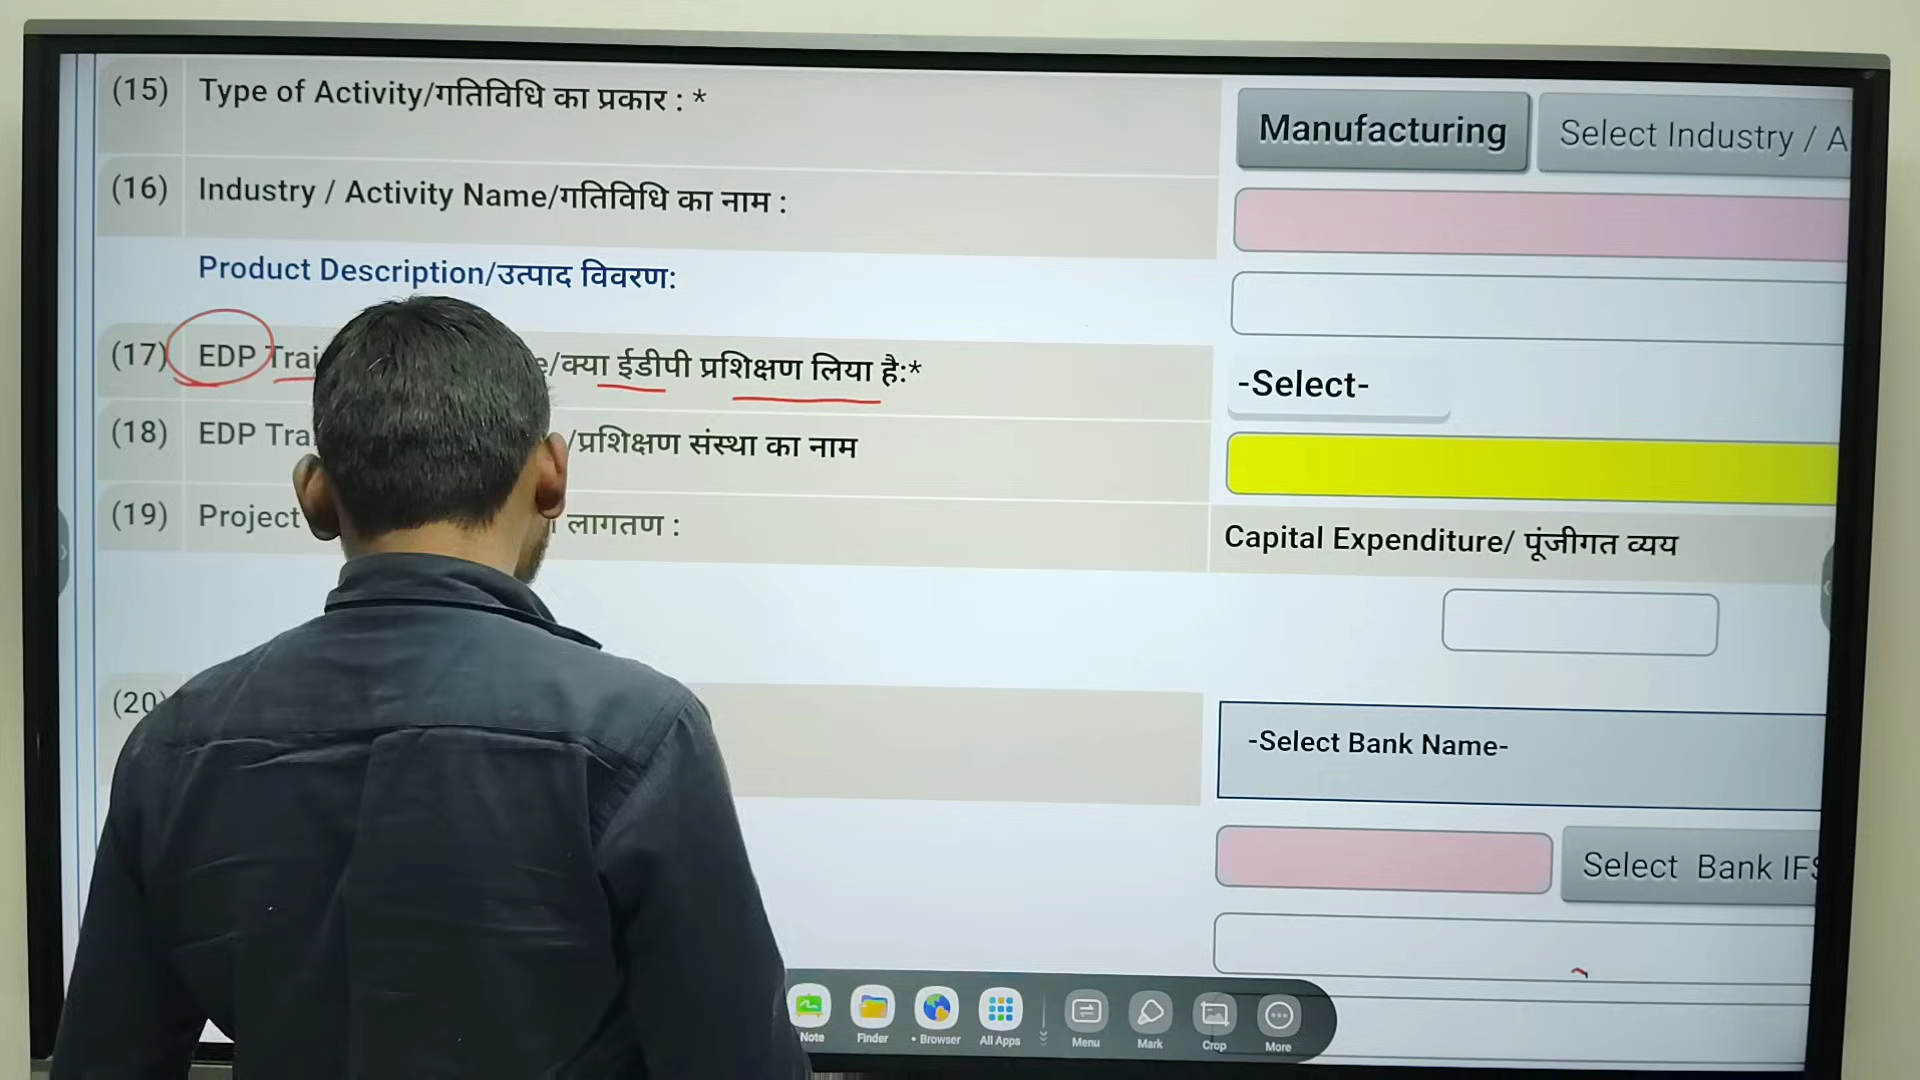 (15) Type of Activity/गतिविधि का प्रकार : *
Manufacturing
Select Industry / A
(16) Industry / Activity Name/गतिविधि का नाम :
Product Description/उत्पाद विवरण:
(17) EDP Trai /क्या ईडीपी प्रशिक्षण लिया है:*
-Select-
(18) EDP Tra /प्रशिक्षण संस्था का नाम
(19) Project लागतण :
Capital Expenditure/ पूंजीगत व्यय
(20)
-Select Bank Name-
Select Bank IFS
Note Finder Browser All Apps Menu Mark Crop More